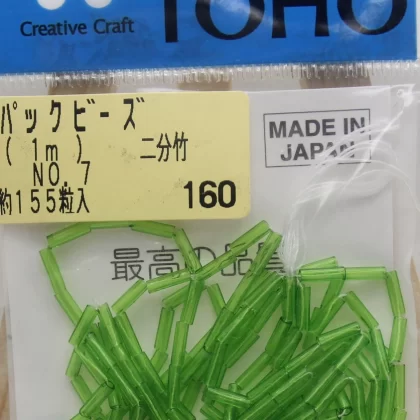 TOHO
Creative Craft
パックビーズ
(1m) 二分竹
NO.7
約155粒入 160
MADE IN
JAPAN
最高の品質